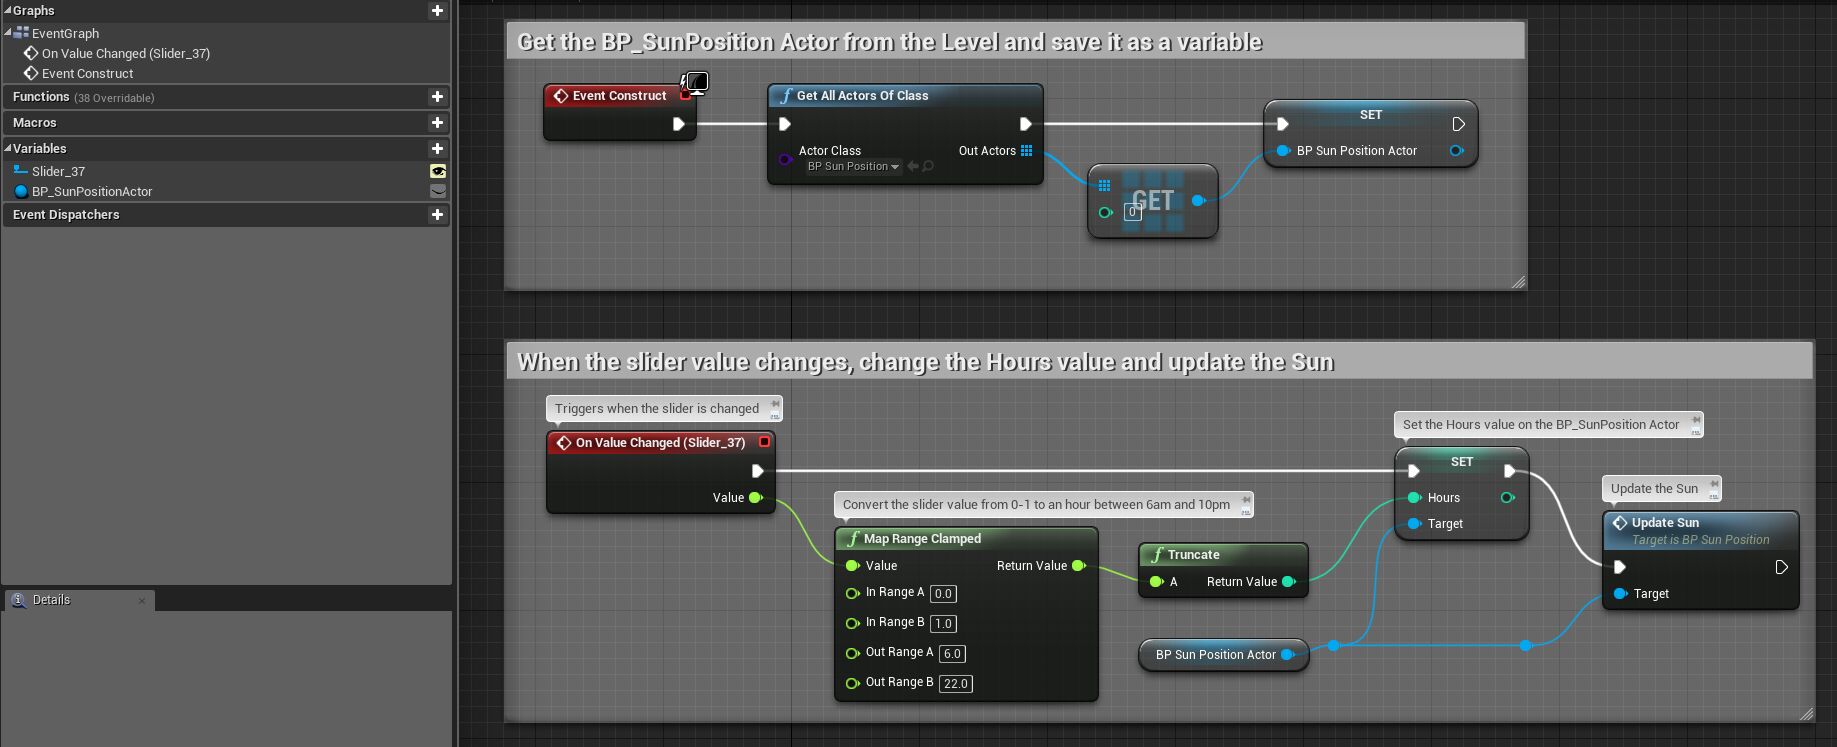 Graphs
EventGraph
On Value Changed (Slider_37)
Event Construct
Functions (38 Overridable)
Macros
Variables
Slider_37
BP_SunPositionActor
Event Dispatchers
Details
Get the BP_SunPosition Actor from the Level and save it as a variable
Event Construct
Get All Actors Of Class
Actor Class
BP Sun Position
Out Actors
GET
0
SET
BP Sun Position Actor
When the slider value changes, change the Hours value and update the Sun
Triggers when the slider is changed
On Value Changed (Slider_37)
Value
Convert the slider value from 0-1 to an hour between 6am and 10pm
Map Range Clamped
Value
Return Value
In Range A 0.0
In Range B 1.0
Out Range A 6.0
Out Range B 22.0
Truncate
A
Return Value
BP Sun Position Actor
Set the Hours value on the BP_SunPosition Actor
SET
Hours
Target
Update the Sun
Update Sun
Target is BP Sun Position
Target